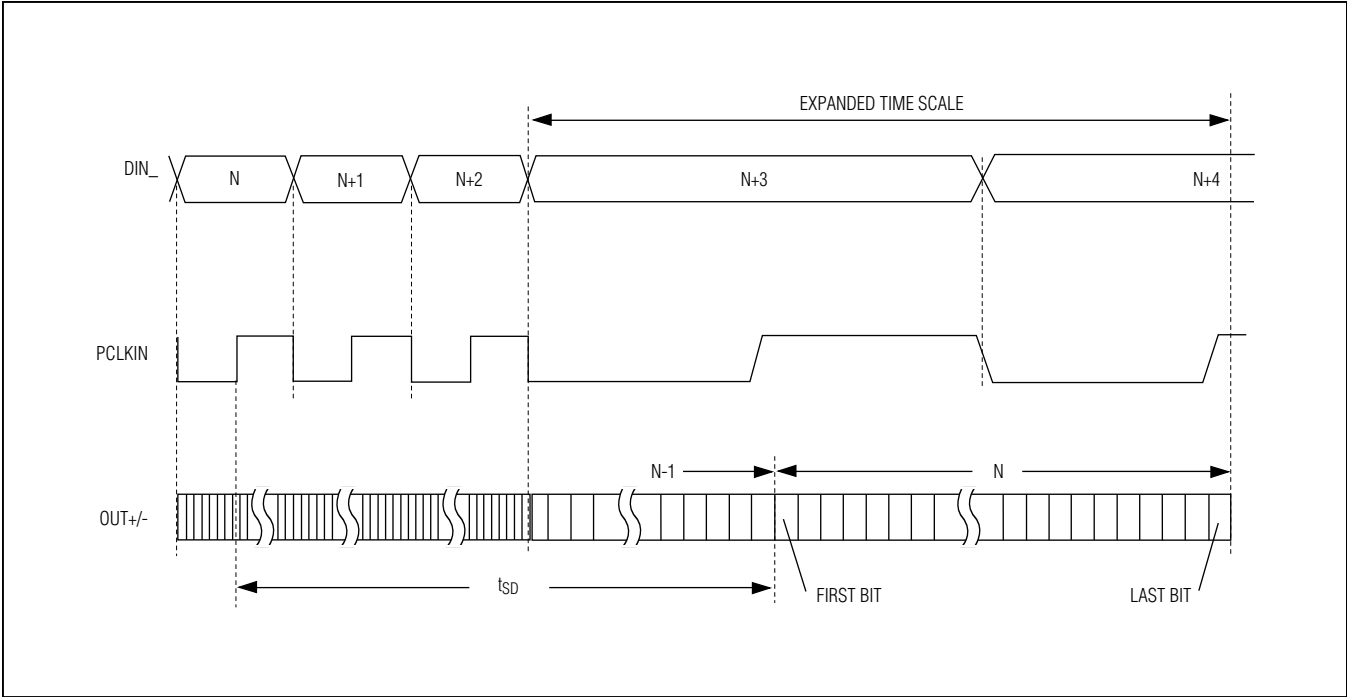 EXPANDED TIME SCALE
DIN_
N
N+1
N+2
N+3
N+4
PCLKIN
N-1
N
OUT+/-
tSD
FIRST BIT
LAST BIT